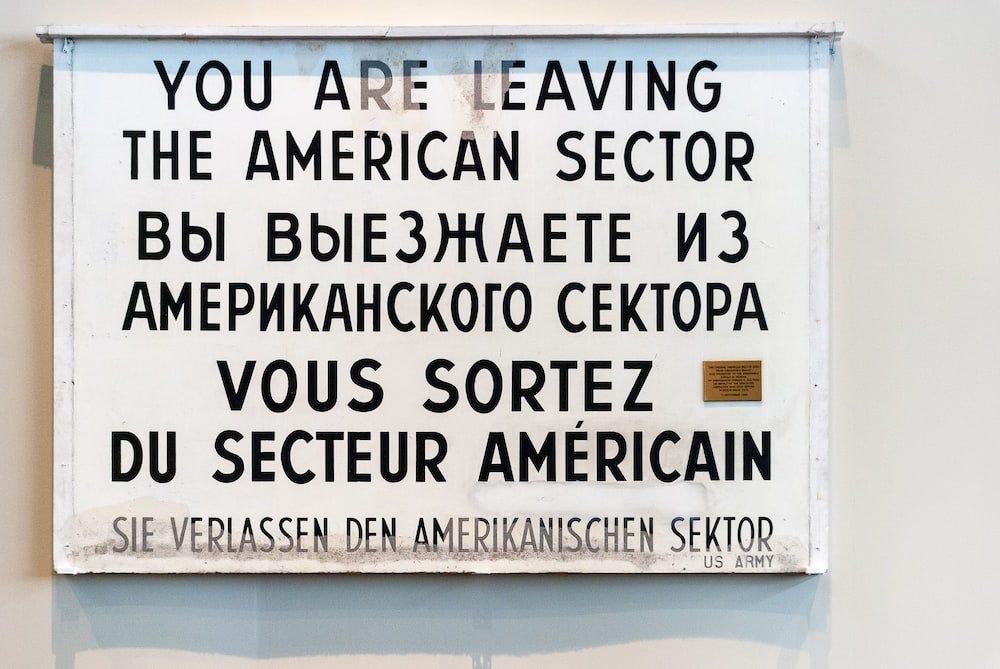 YOU ARE LEAVING
THE AMERICAN SECTOR
ВЫ ВЫЕЗЖАЕТЕ ИЗ
АМЕРИКАНСКОГО СЕКТОРА
VOUS SORTEZ
DU SECTEUR AMÉRICAIN
SIE VERLASSEN DEN AMERIKANISCHEN SEKTOR
US ARMY